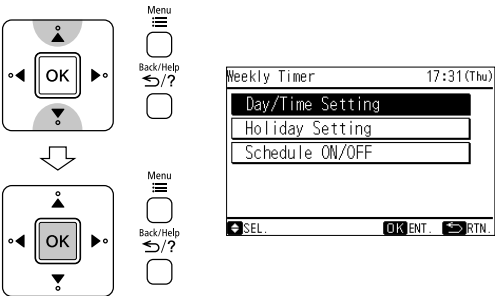 Menu
OK
Back/Help
/?
Menu
OK
Back/Help
/?
Weekly Timer 17:31(Thu)
Day/Time Setting
Holiday Setting
Schedule ON/OFF
SEL. OK ENT. RTN.